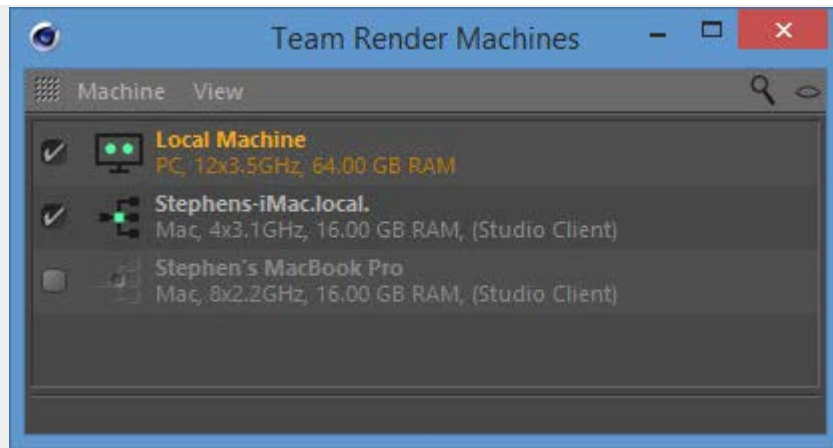 Team Render Machines
Machine View
Local Machine
PC, 12x3.5GHz, 64.00 GB RAM
Stephens-iMac.local.
Mac, 4x3.1GHz, 16.00 GB RAM, (Studio Client)
Stephen's MacBook Pro
Mac, 8x2.2GHz, 16.00 GB RAM, (Studio Client)